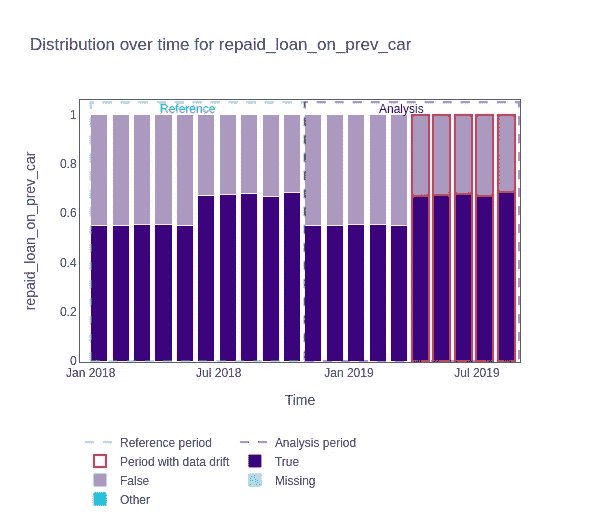 Distribution over time for repaid_loan_on_prev_car
Reference Analysis
1
0.8
0.6
0.4
0.2
0
repaid_loan_on_prev_car
Jan 2018 Jul 2018 Jan 2019 Jul 2019
Time
Reference period Analysis period
Period with data drift True
False Missing
Other